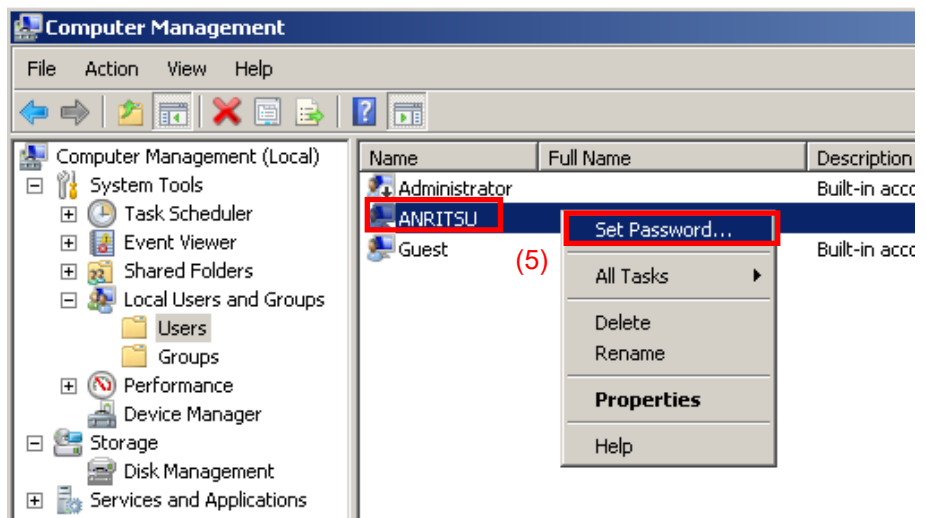 Computer Management
File Action View Help
Computer Management (Local)
System Tools
Task Scheduler
Event Viewer
Shared Folders
Local Users and Groups
Users
Groups
Performance
Device Manager
Storage
Disk Management
Services and Applications
Name Full Name Description
Administrator Built-in acco
ANRITSU
Guest Built-in acco
(5)
Set Password...
All Tasks
Delete
Rename
Properties
Help